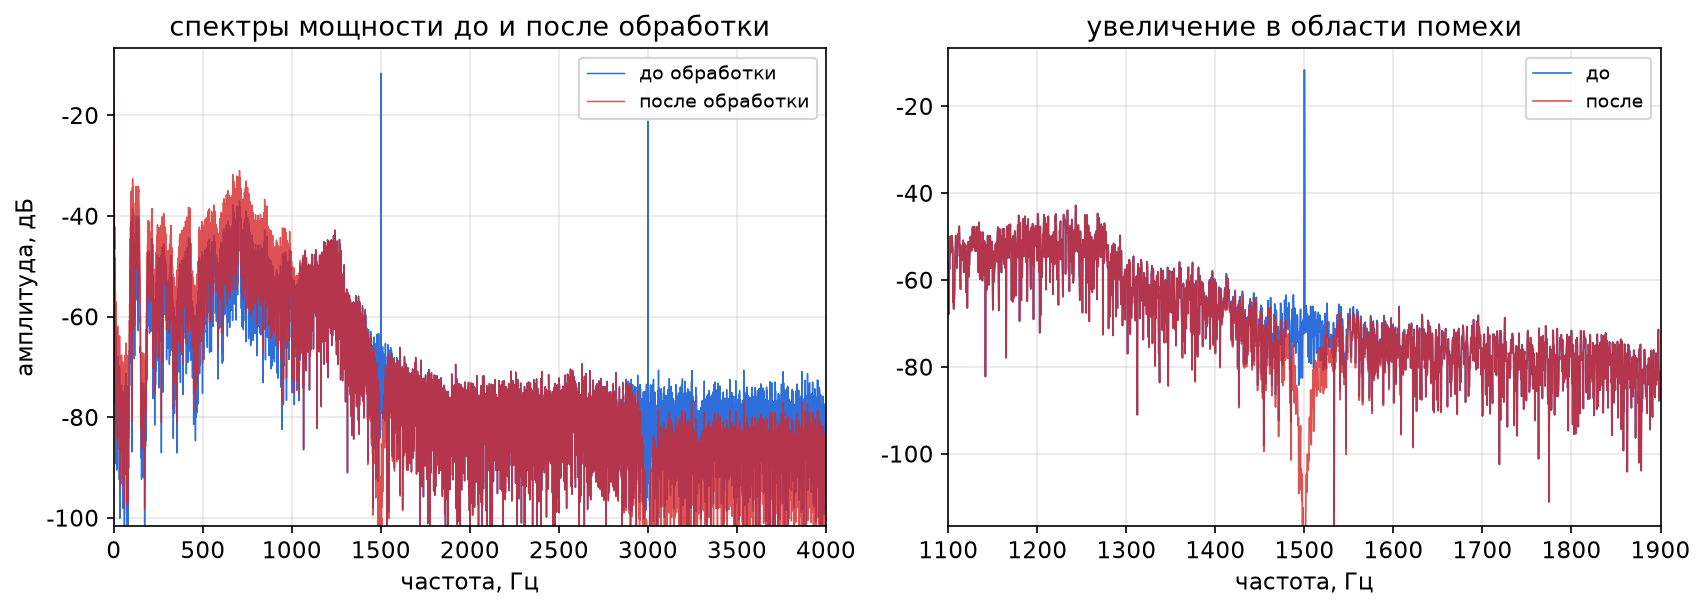 спектры мощности до и после обработки
до обработки
после обработки
амплитуда, дБ
-20
-40
-60
-80
-100
0 500 1000 1500 2000 2500 3000 3500 4000
частота, Гц
увеличение в области помехи
до
после
-20
-40
-60
-80
-100
1100 1200 1300 1400 1500 1600 1700 1800 1900
частота, Гц